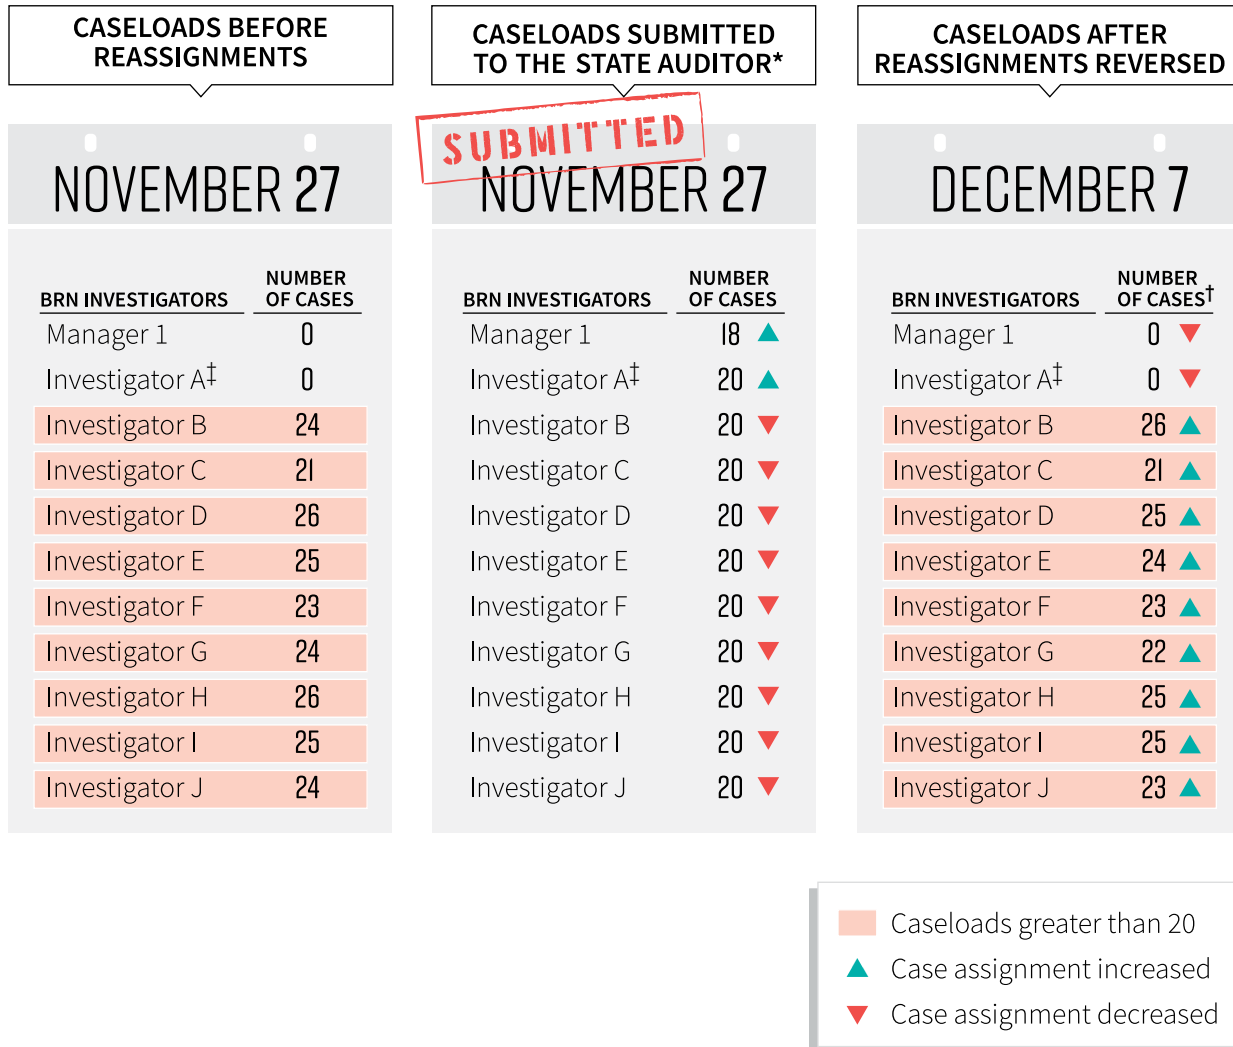 CASELOADS BEFORE
REASSIGNMENTS
NOVEMBER 27
BRN INVESTIGATORS NUMBER OF CASES
Manager 1 0
Investigator A‡ 0
Investigator B 24
Investigator C 21
Investigator D 26
Investigator E 25
Investigator F 23
Investigator G 24
Investigator H 26
Investigator I 25
Investigator J 24
CASELOADS SUBMITTED
TO THE STATE AUDITOR*
SUBMITTED
NOVEMBER 27
BRN INVESTIGATORS NUMBER OF CASES
Manager 1 18
Investigator A‡ 20
Investigator B 20
Investigator C 20
Investigator D 20
Investigator E 20
Investigator F 20
Investigator G 20
Investigator H 20
Investigator I 20
Investigator J 20
CASELOADS AFTER
REASSIGNMENTS REVERSED
DECEMBER 7
BRN INVESTIGATORS NUMBER OF CASES†
Manager 1 0
Investigator A‡ 0
Investigator B 26
Investigator C 21
Investigator D 25
Investigator E 24
Investigator F 23
Investigator G 22
Investigator H 25
Investigator I 25
Investigator J 23
Caseloads greater than 20
Case assignment increased
Case assignment decreased